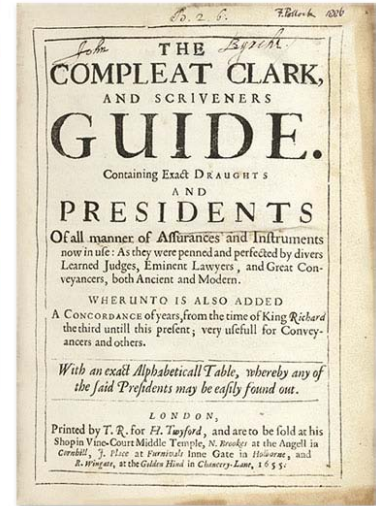 B. 2. 6.
F. Pollock 1886
John Byrche.
THE
COMPLEAT CLARK,
AND SCRIVENERS
GUIDE.
Containing Exact DRAUGHTS
AND
PRESIDENTS
Of all manner of Assurances and Instruments
now in use: As they were penned and perfected by divers
Learned Judges, Eminent Lawyers, and Great Con-
veyancers, both Ancient and Modern.
WHERUNTO IS ALSO ADDED
A CONCORDANCE of years, from the time of King Richard
the third untill this present; very usefull for Convey-
ancers and others.
With an exact Alphabeticall Table, whereby any of
the said Presidents may be easily found out.
LONDON,
Printed by T. R. for H. Twyford, and are to be sold at his
Shop in Vine-Court Middle Temple, N. Brookes at the Angell in
Cornhill, J. Place at Furnivals Inne Gate in Holborne, and
R. Wingate, at the Golden Hind in Chancery-Lane, 1655.